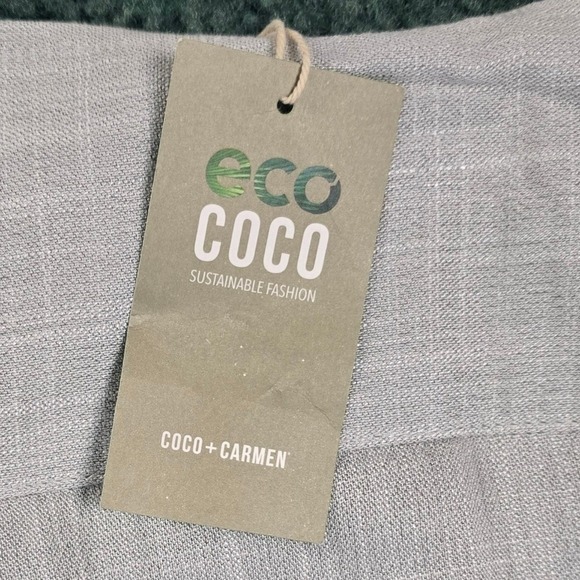 eco
COCO
SUSTAINABLE FASHION
COCO + CARMEN